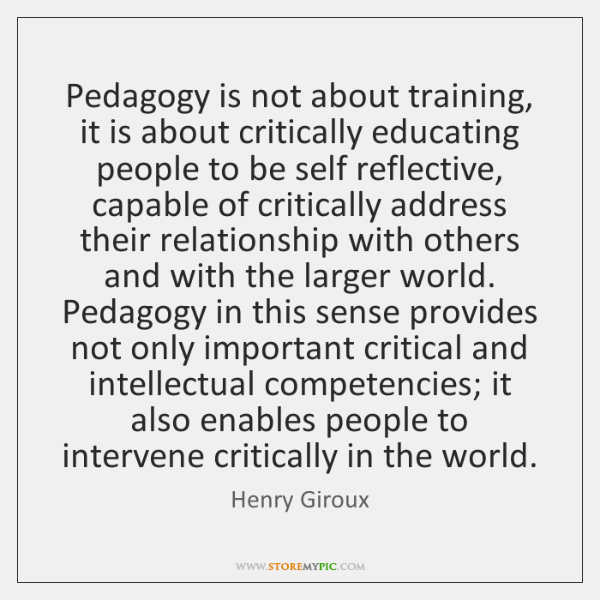 Pedagogy is not about training,
it is about critically educating
people to be self reflective,
capable of critically address
their relationship with others
and with the larger world.
Pedagogy in this sense provides
not only important critical and
intellectual competencies; it
also enables people to
intervene critically in the world.
Henry Giroux
WWW.STOREMYPIC.COM